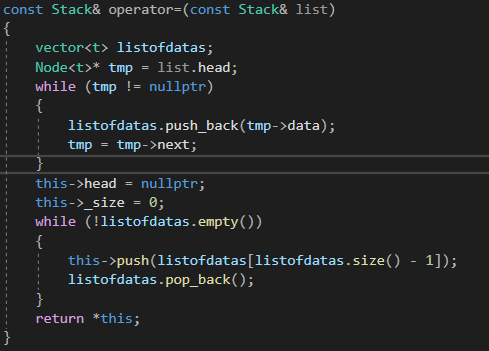 const Stack& operator=(const Stack& list)
{
    vector<t> listofdatas;
    Node<t>* tmp = list.head;
    while (tmp != nullptr)
    {
        listofdatas.push_back(tmp->data);
        tmp = tmp->next;
    }
    this->head = nullptr;
    this->_size = 0;
    while (!listofdatas.empty())
    {
        this->push(listofdatas[listofdatas.size() - 1]);
        listofdatas.pop_back();
    }
    return *this;
}